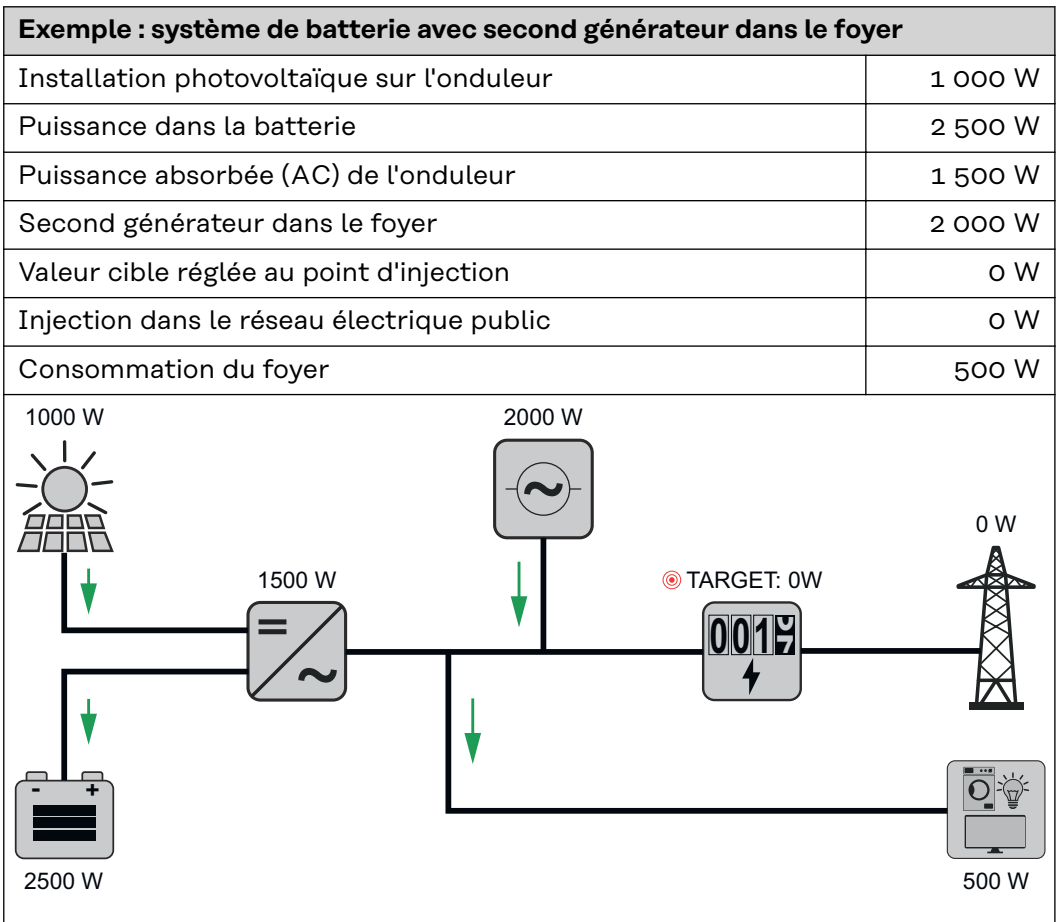 Exemple : système de batterie avec second générateur dans le foyer
Installation photovoltaïque sur l'onduleur 1 000 W
Puissance dans la batterie 2 500 W
Puissance absorbée (AC) de l'onduleur 1 500 W
Second générateur dans le foyer 2 000 W
Valeur cible réglée au point d'injection 0 W
Injection dans le réseau électrique public 0 W
Consommation du foyer 500 W
1000 W
2000 W
0 W
1500 W
TARGET: 0W
001
- +
2500 W
500 W